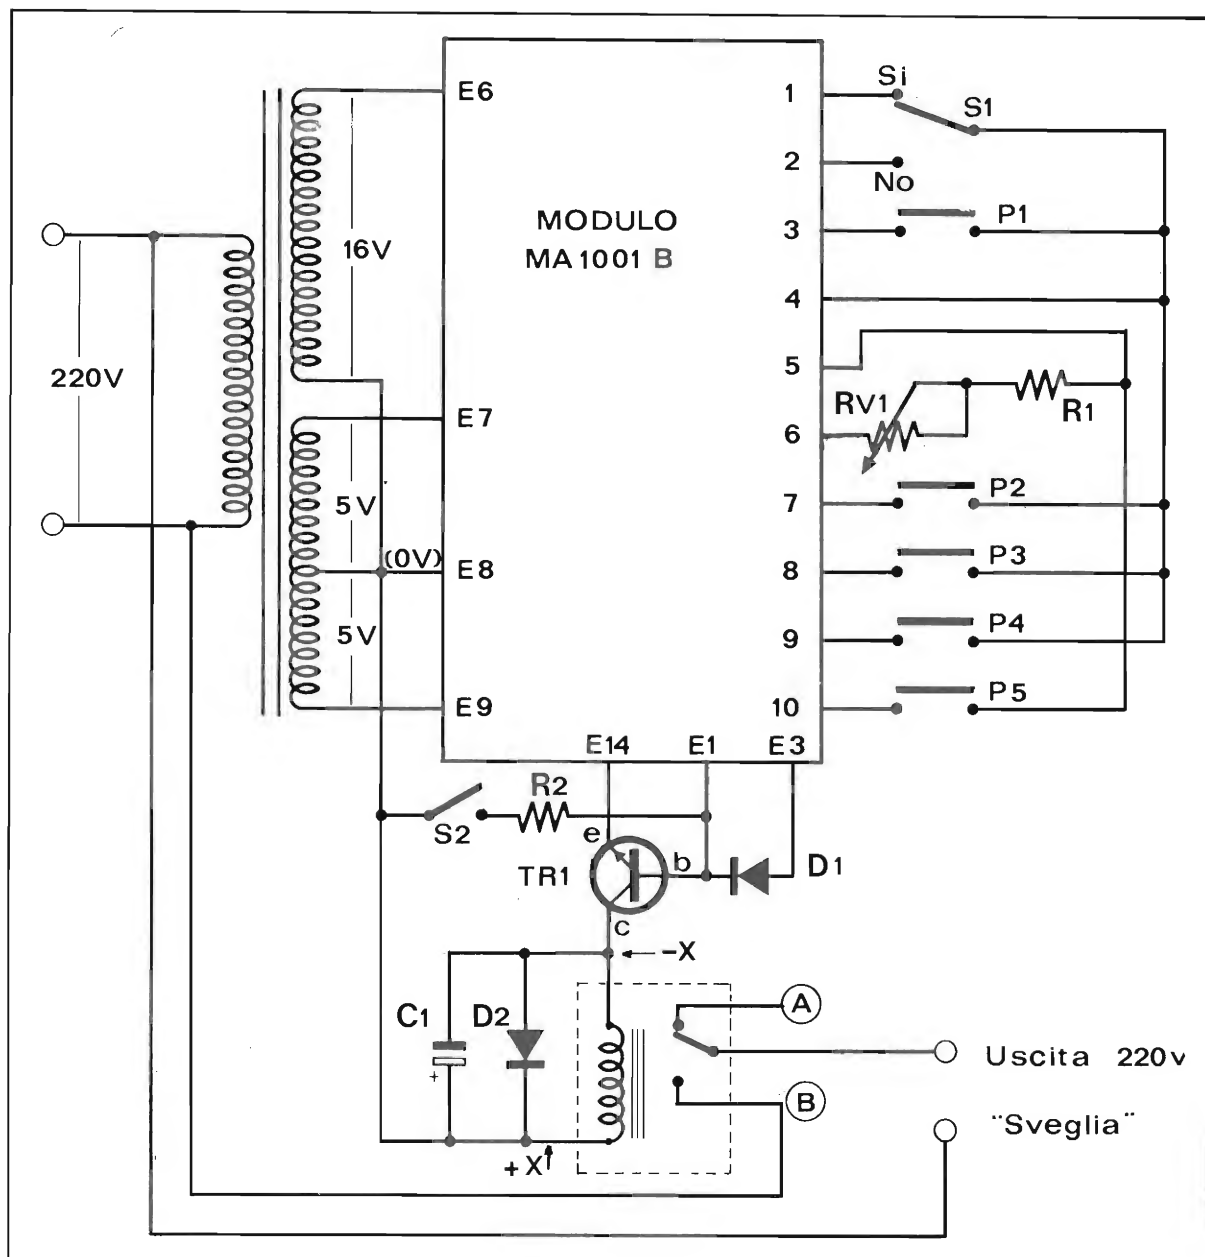 E6
1
Si
S1
2
No
MODULO
MA1001 B
3
P1
16V
4
220V
5
RV1
R1
E7
6
5V
7
P2
(0V)
E8
8
P3
5V
9
P4
E9
10
P5
E14
E1
E3
R2
S2
e
TR1
b
D1
c
-X
C1
D2
+
A
Uscita 220v
B
"Sveglia"
+X